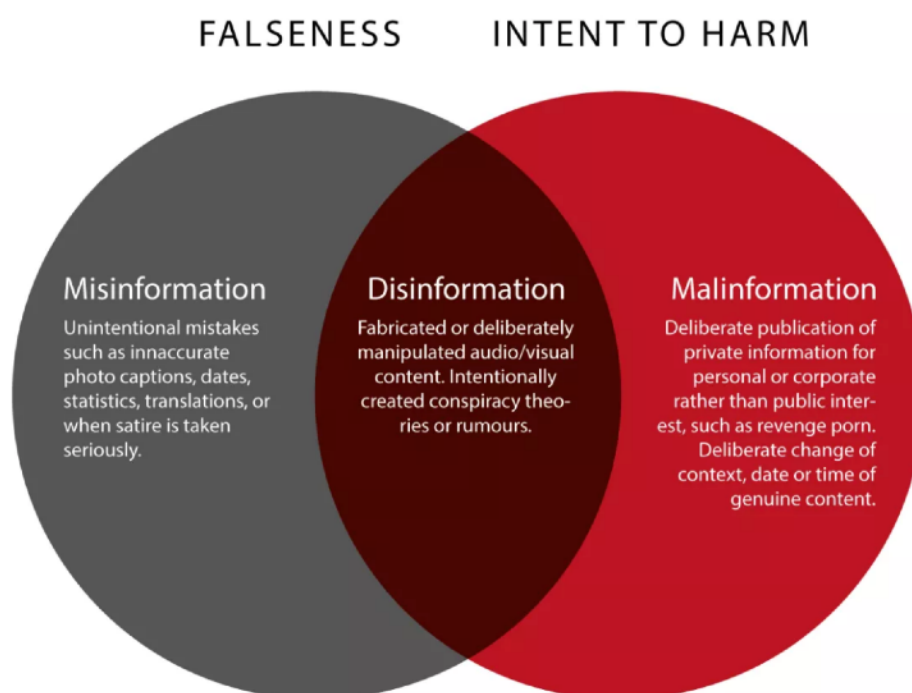 FALSENESS
INTENT TO HARM
Misinformation
Unintentional mistakes
such as innaccurate
photo captions, dates,
statistics, translations, or
when satire is taken
seriously.
Disinformation
Fabricated or deliberately
manipulated audio/visual
content. Intentionally
created conspiracy theo-
ries or rumours.
Malinformation
Deliberate publication of
private information for
personal or corporate
rather than public inter-
est, such as revenge porn.
Deliberate change of
context, date or time of
genuine content.